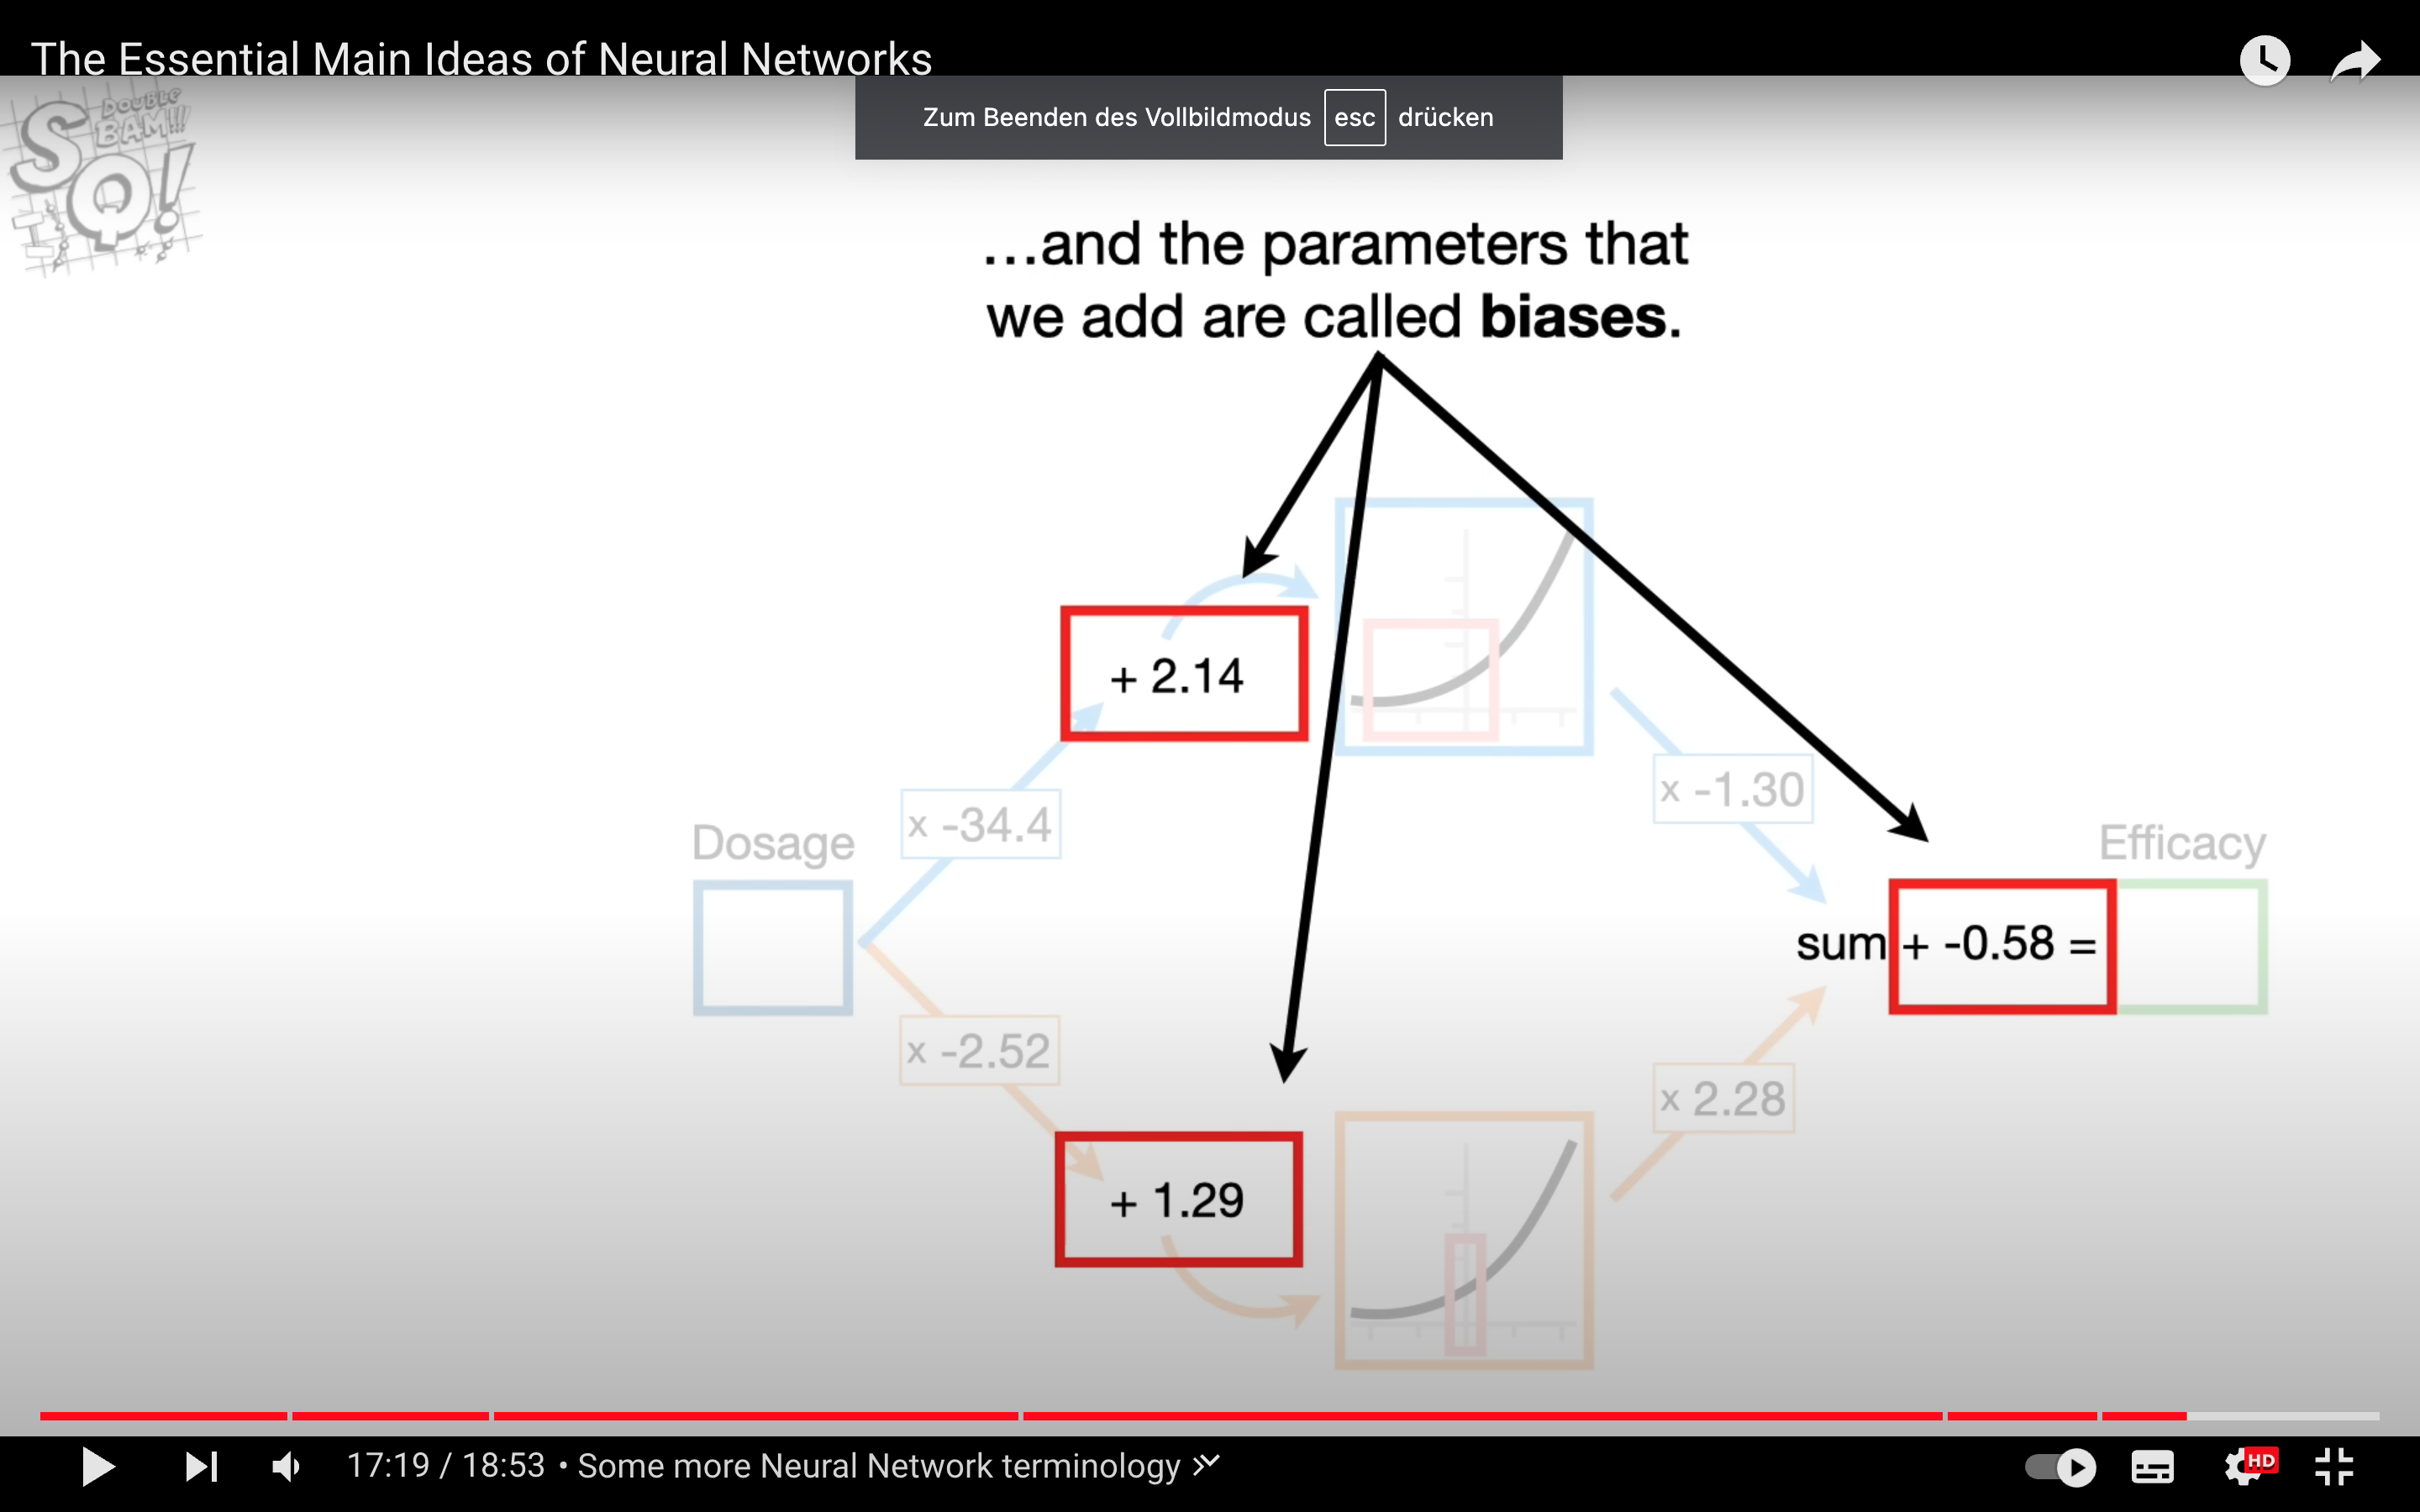 The Essential Main Ideas of Neural Networks
DOUBLE
BAM!!!
SQ!
Zum Beenden des Vollbildmodus esc drücken
...and the parameters that
we add are called biases.
+ 2.14
x -34.4
x -1.30
Dosage
Efficacy
sum + -0.58 =
x -2.52
x 2.28
+ 1.29
17:19 / 18:53 • Some more Neural Network terminology
HD